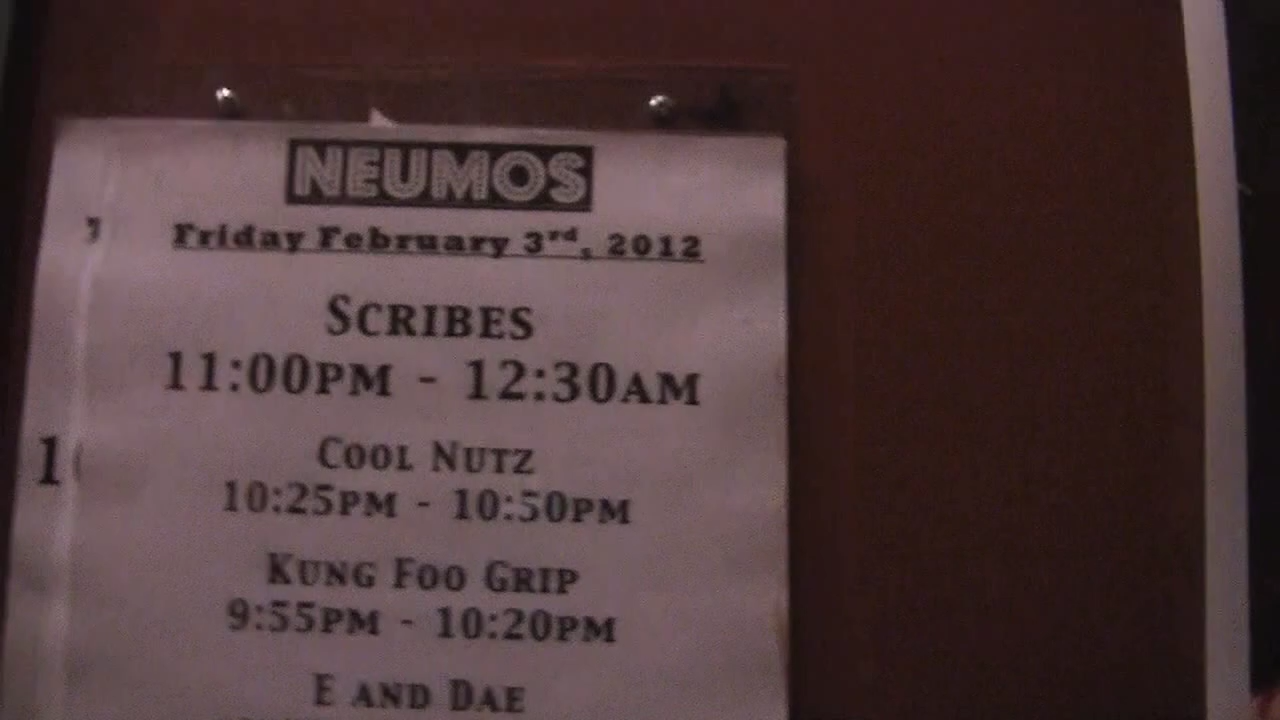 NEUMOS
Friday February 3rd, 2012
SCRIBES
11:00PM - 12:30AM
COOL NUTZ
10:25PM - 10:50PM
KUNG FOO GRIP
9:55PM - 10:20PM
E AND DAE